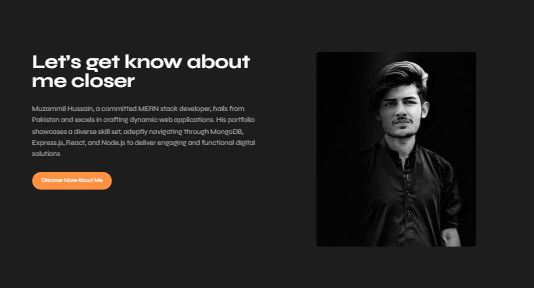 Let's get know about
me closer
Muzammil Hussain, a committed MERN stack developer, hails from
Pakistan and excels in crafting dynamic web applications. His portfolio
showcases a diverse skill set, adeptly navigating through MongoDB,
Express.js, React, and Node.js to deliver engaging and functional digital
solutions
Discover More About Me